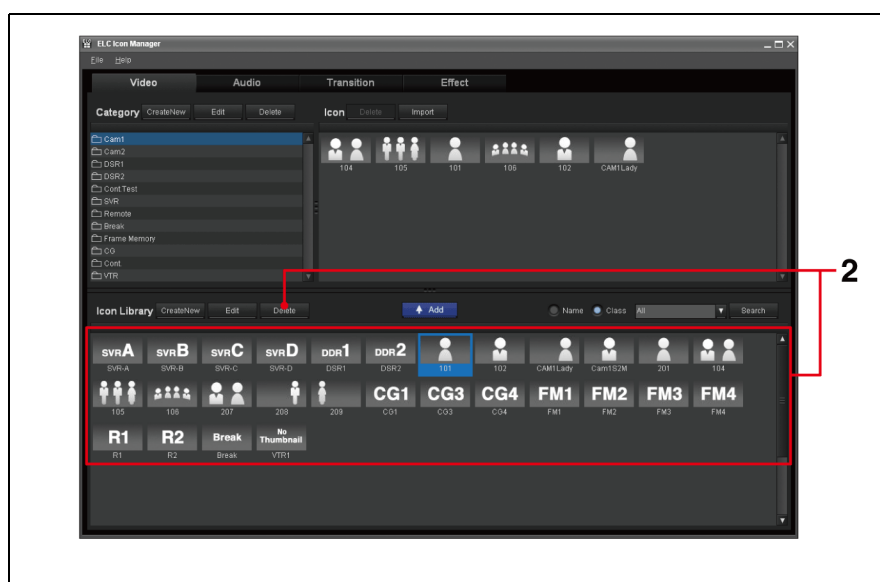 ELC Icon Manager
File Help
Video Audio Transition Effect
Category CreateNew Edit Delete Icon Delete Import
Cam1
Cam2
DSR1
DSR2
Cont.Test
SVR
Remote
Break
Frame Memory
CG
Cont.
VTR
104 105 101 106 102 CAM1Lady
2
Icon Library CreateNew Edit Delete Add Name Class All Search
SVRA SVRB SVRC SVRD DDR1 DDR2
SVR-A SVR-B SVR-C SVR-D DSR1 DSR2 101 102 CAM1Lady Cam1S2M 201 104
CG1 CG3 CG4 FM1 FM2 FM3 FM4
105 106 207 208 209 CG1 CG3 CG4 FM1 FM2 FM3 FM4
R1 R2 Break No Thumbnail
R1 R2 Break VTR1